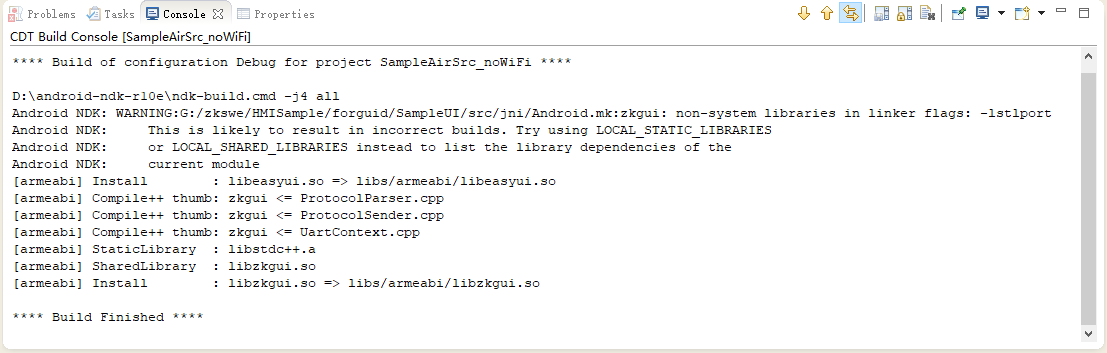 Problems Tasks Console Properties
CDT Build Console [SampleAirSrc_noWiFi]
**** Build of configuration Debug for project SampleAirSrc_noWiFi ****
D:\android-ndk-r10e\ndk-build.cmd -j4 all
Android NDK: WARNING:G:/zkswe/HMISample/forguid/SampleUI/src/jni/Android.mk:zkgui: non-system libraries in linker flags: -lstlport
Android NDK:     This is likely to result in incorrect builds. Try using LOCAL_STATIC_LIBRARIES
Android NDK:     or LOCAL_SHARED_LIBRARIES instead to list the library dependencies of the
Android NDK:     current module
[armeabi] Install        : libeasyui.so => libs/armeabi/libeasyui.so
[armeabi] Compile++ thumb: zkgui <= ProtocolParser.cpp
[armeabi] Compile++ thumb: zkgui <= ProtocolSender.cpp
[armeabi] Compile++ thumb: zkgui <= UartContext.cpp
[armeabi] StaticLibrary  : libstdc++.a
[armeabi] SharedLibrary  : libzkgui.so
[armeabi] Install        : libzkgui.so => libs/armeabi/libzkgui.so
**** Build Finished ****